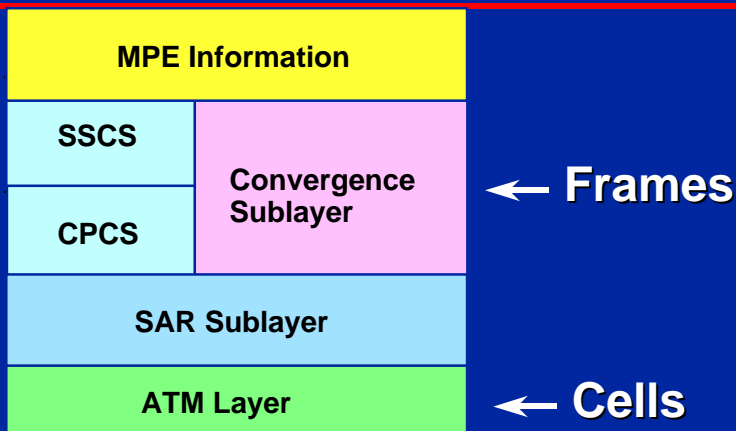 MPE Information
SSCS
CPCS
Convergence
Sublayer
Frames
SAR Sublayer
ATM Layer
Cells